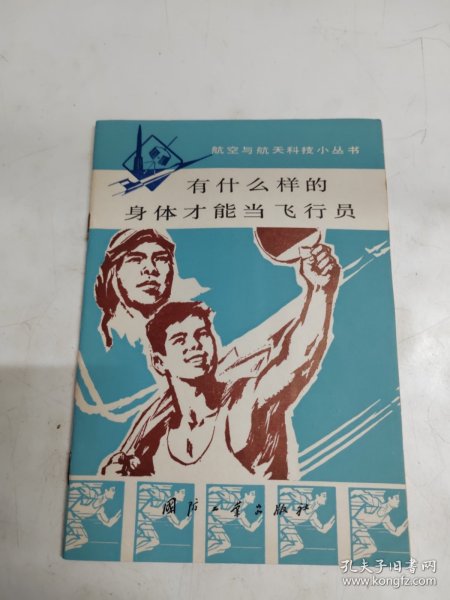 航空与航天科技小丛书
有什么样的
身体才能当飞行员
国防工业出版社
孔夫子旧书网
www.kongfz.com